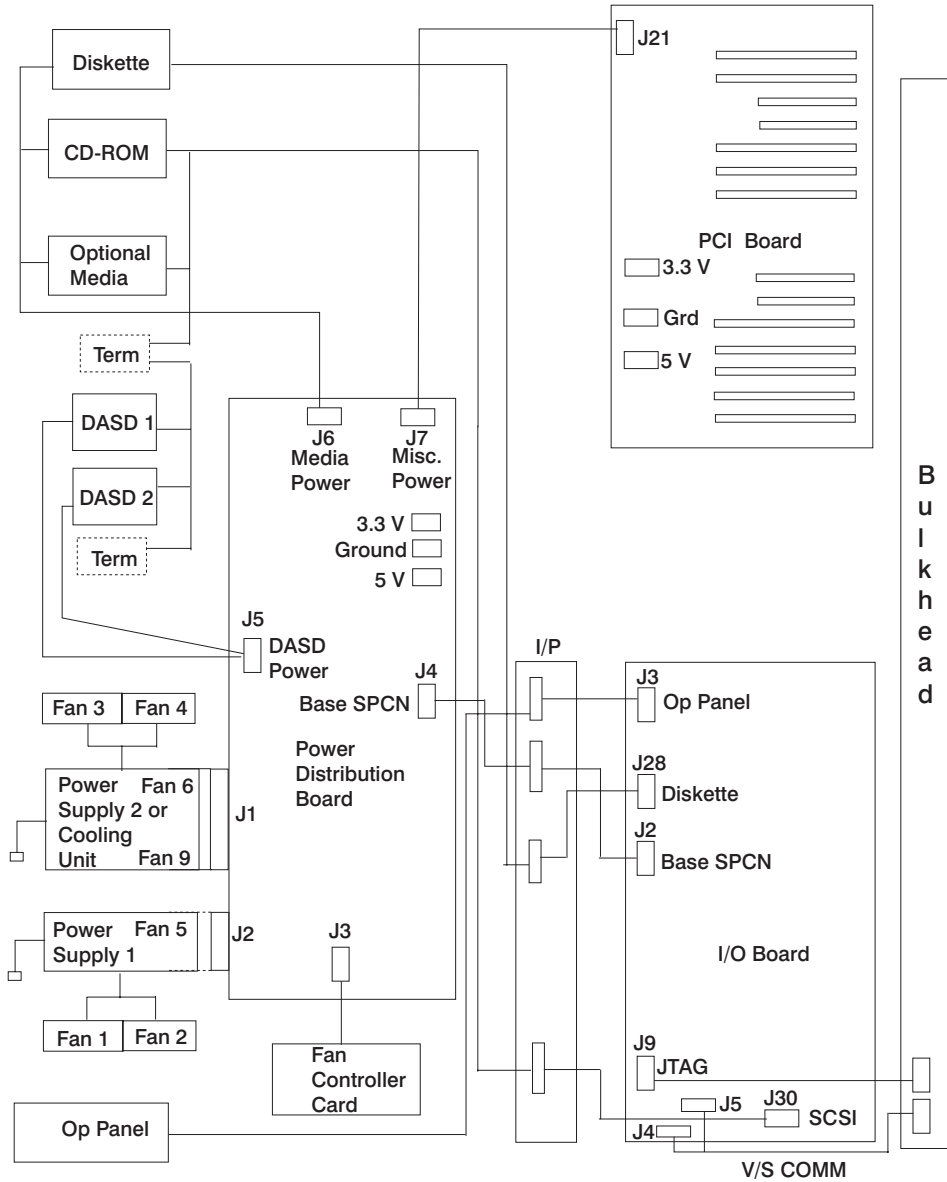 Diskette
CD-ROM
Optional
Media
Term
DASD 1
DASD 2
Term
J21
PCI Board
3.3 V
Grd
5 V
J6
Media
Power
J7
Misc.
Power
3.3 V
Ground
5 V
J5
DASD
Power
J4
Base SPCN
Power
Distribution
Board
Fan 3
Fan 4
Power
Supply 2 or
Cooling
Unit
Fan 6
Fan 9
J1
Power
Supply 1
Fan 5
J2
J3
Fan 1
Fan 2
Fan
Controller
Card
Op Panel
I/P
J3
Op Panel
J28
Diskette
J2
Base SPCN
I/O Board
J9
JTAG
J5
J30
SCSI
J4
V/S COMM
Bulkhead